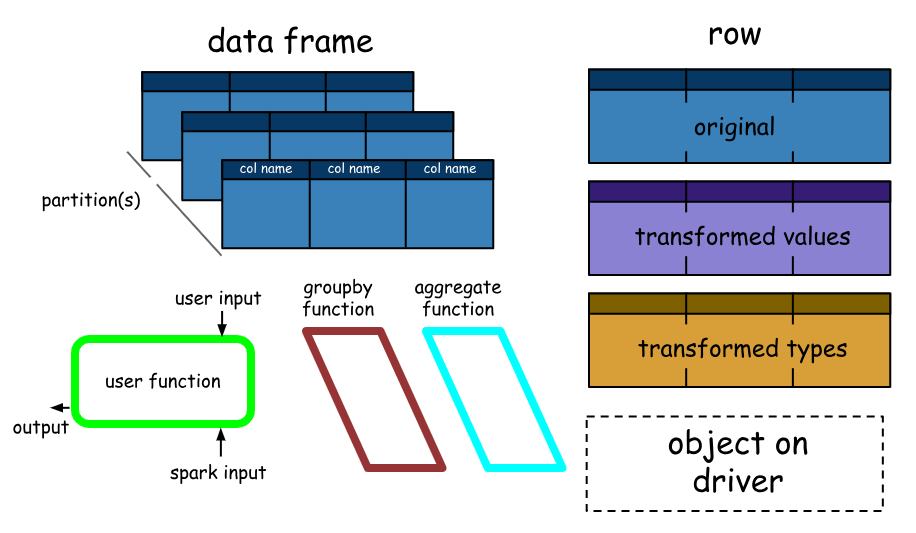 data frame
row
col name col name col name
partition(s)
original
transformed values
transformed types
user input
user function
output
spark input
groupby
function
aggregate
function
object on
driver